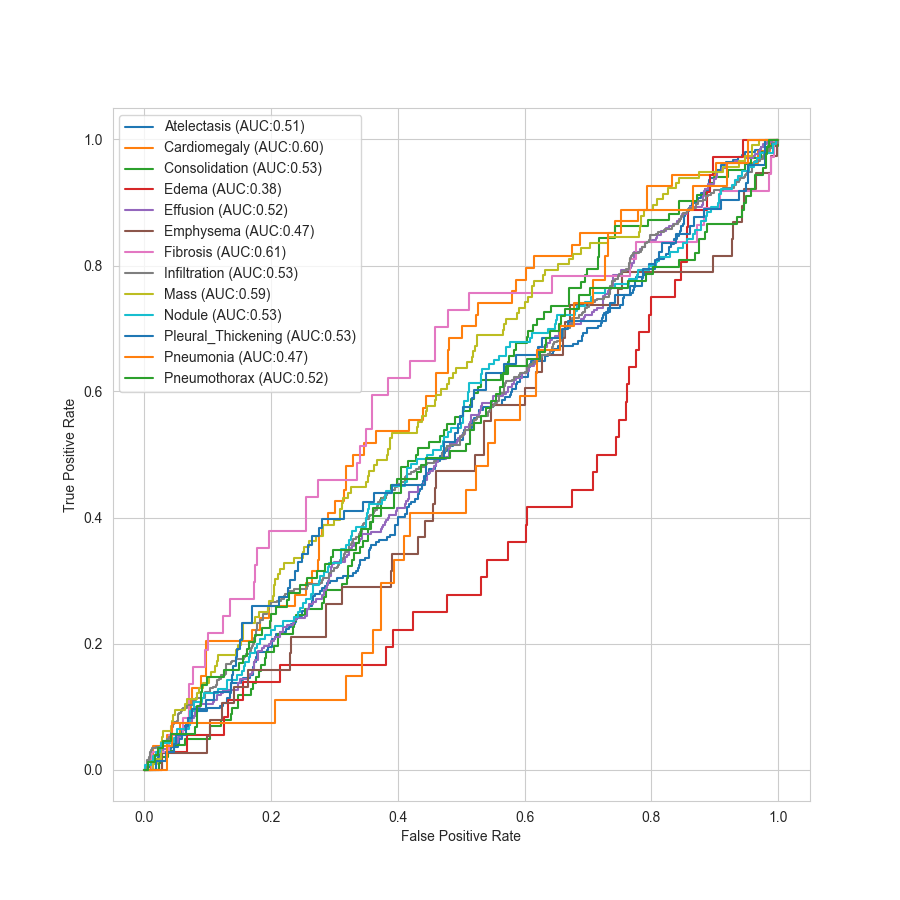 Atelectasis (AUC:0.51)
Cardiomegaly (AUC:0.60)
Consolidation (AUC:0.53)
Edema (AUC:0.38)
Effusion (AUC:0.52)
Emphysema (AUC:0.47)
Fibrosis (AUC:0.61)
Infiltration (AUC:0.53)
Mass (AUC:0.59)
Nodule (AUC:0.53)
Pleural_Thickening (AUC:0.53)
Pneumonia (AUC:0.47)
Pneumothorax (AUC:0.52)
1.0
0.8
0.6
0.4
0.2
0.0
True Positive Rate
0.0 0.2 0.4 0.6 0.8 1.0
False Positive Rate